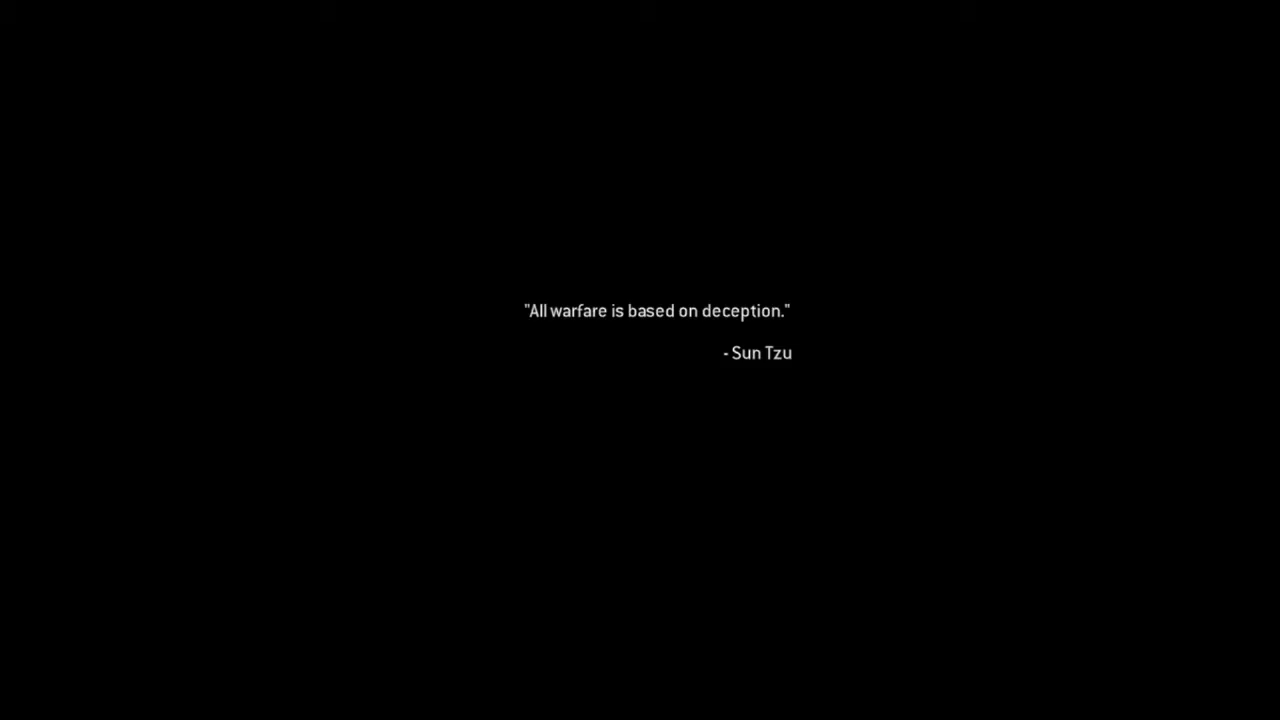 "All warfare is based on deception."
- Sun Tzu